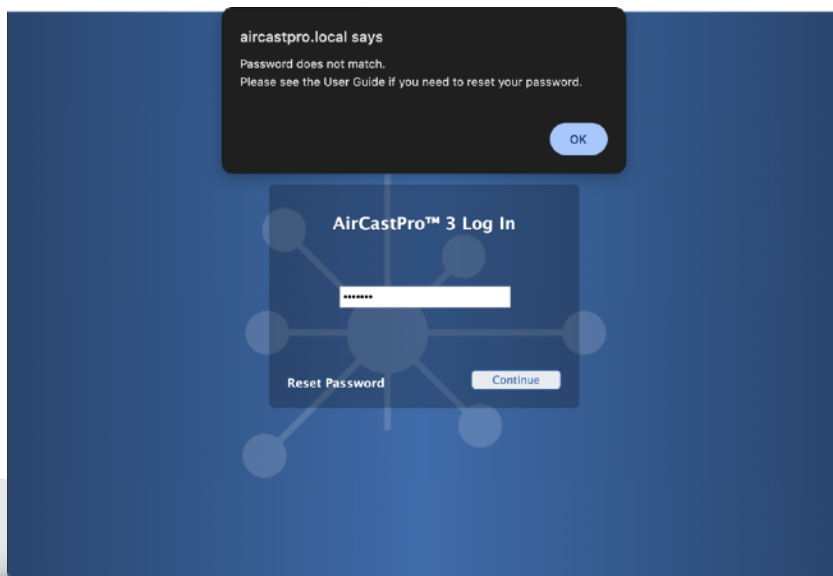 aircastpro.local says
Password does not match.
Please see the User Guide if you need to reset your password.
OK
AirCastPro™ 3 Log In
•••••••
Reset Password
Continue